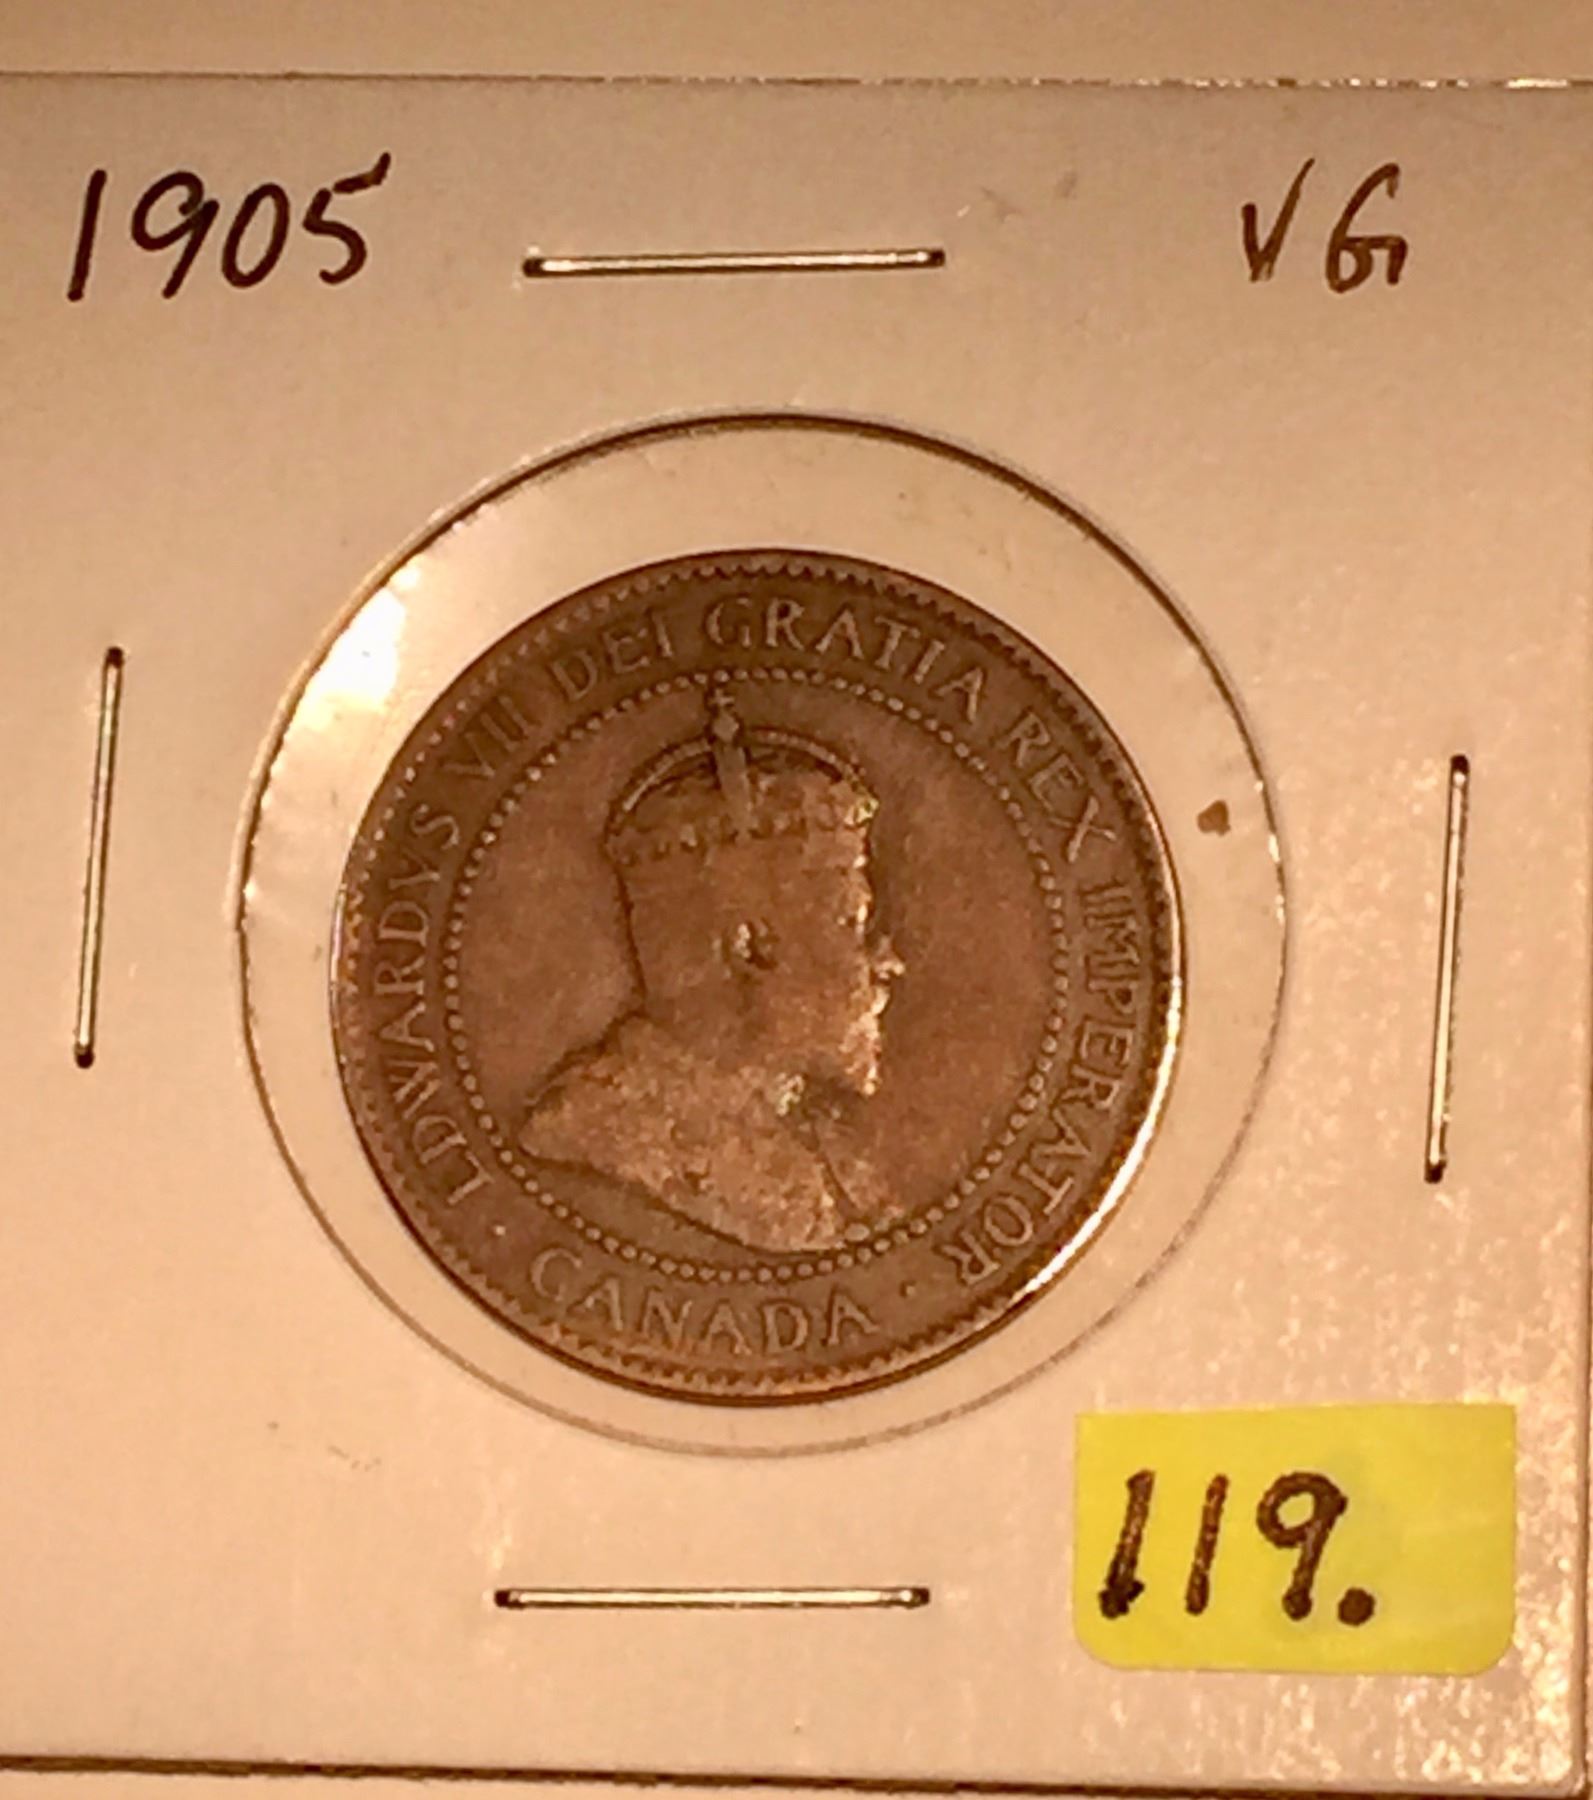 1905
VG
EDWARDVS VII DEI GRATIA REX IMPERATOR
CANADA
119.